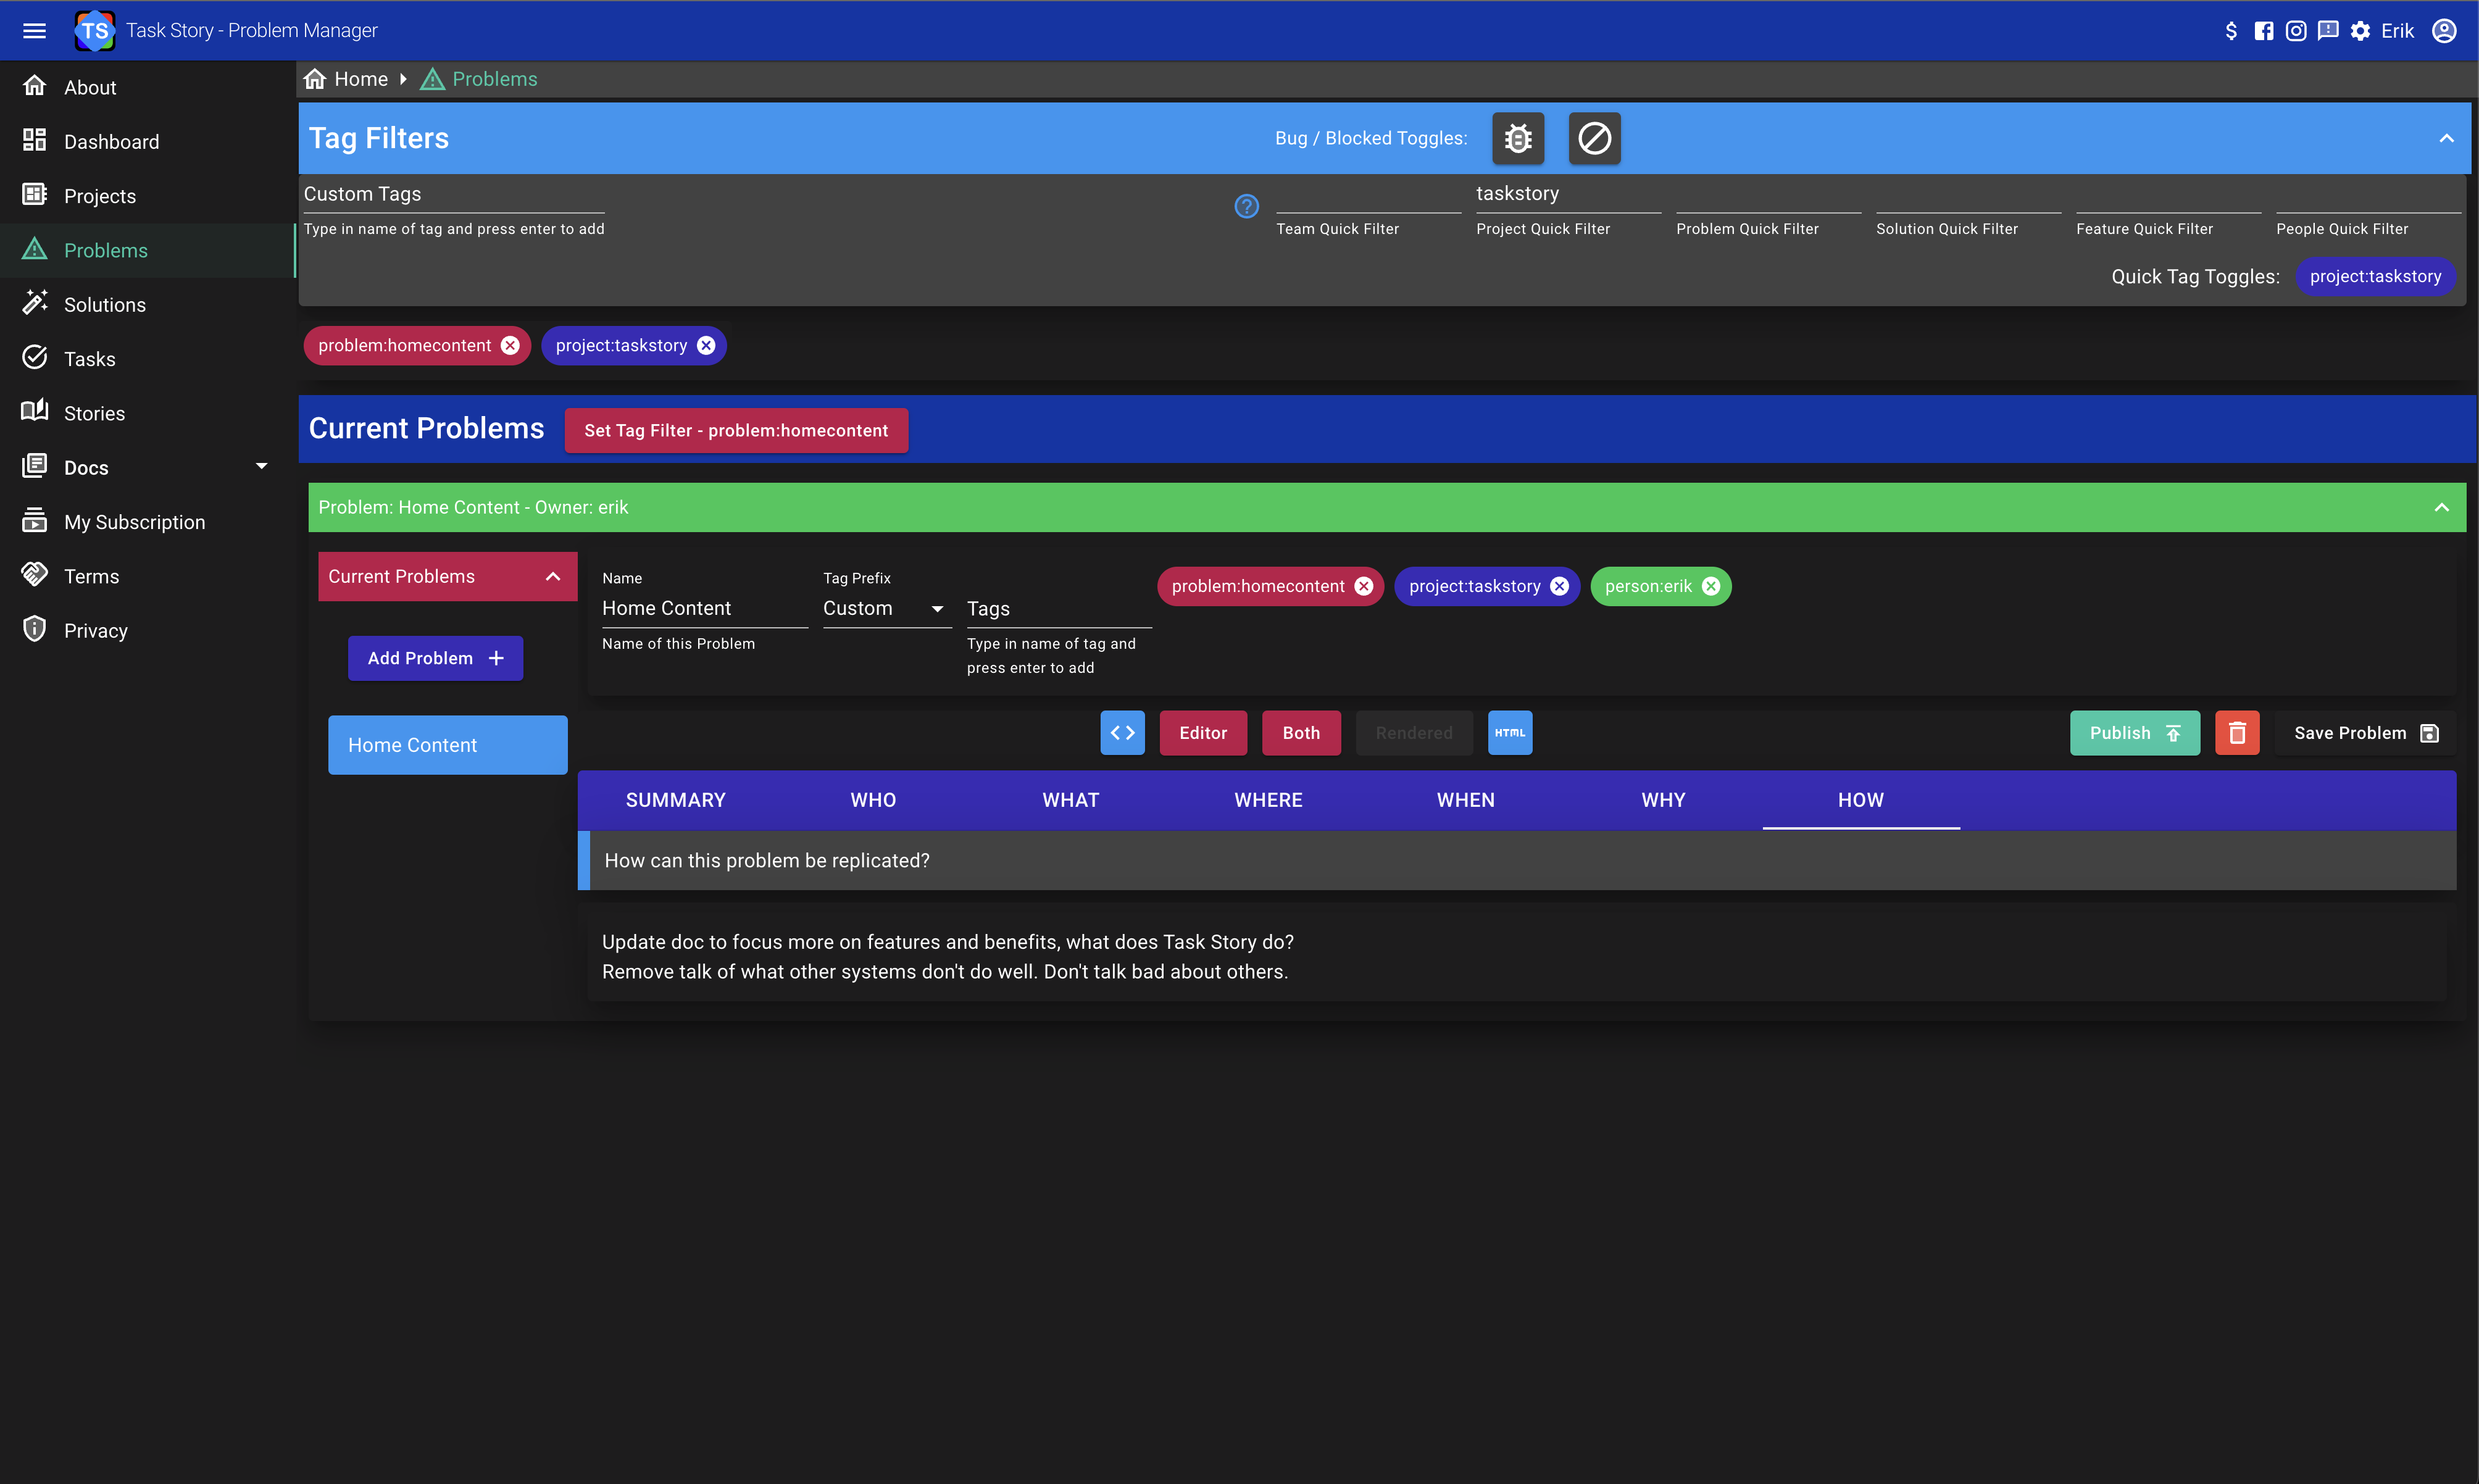 TS Task Story - Problem Manager
Erik
About
Dashboard
Projects
Problems
Solutions
Tasks
Stories
Docs
My Subscription
Terms
Privacy
Home Problems
Tag Filters
Bug / Blocked Toggles:
Custom Tags
Type in name of tag and press enter to add
Team Quick Filter
taskstory
Project Quick Filter
Problem Quick Filter
Solution Quick Filter
Feature Quick Filter
People Quick Filter
Quick Tag Toggles: project:taskstory
problem:homecontent project:taskstory
Current Problems Set Tag Filter - problem:homecontent
Problem: Home Content - Owner: erik
Current Problems
Add Problem
Home Content
Name
Home Content
Name of this Problem
Tag Prefix
Custom
Tags
Type in name of tag and
press enter to add
problem:homecontent project:taskstory person:erik
Editor Both Rendered HTML
Publish Save Problem
SUMMARY WHO WHAT WHERE WHEN WHY HOW
How can this problem be replicated?
Update doc to focus more on features and benefits, what does Task Story do?
Remove talk of what other systems don't do well. Don't talk bad about others.